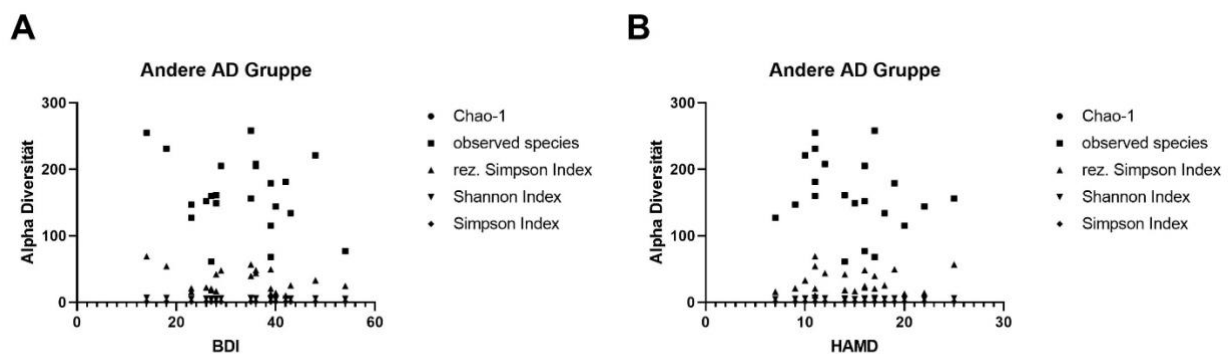 A
Andere AD Gruppe
Alpha Diversität
300
200
100
0
0
20
40
60
BDI
Chao-1
observed species
rez. Simpson Index
Shannon Index
Simpson Index
B
Andere AD Gruppe
Alpha Diversität
300
200
100
0
0
10
20
30
HAMD
Chao-1
observed species
rez. Simpson Index
Shannon Index
Simpson Index